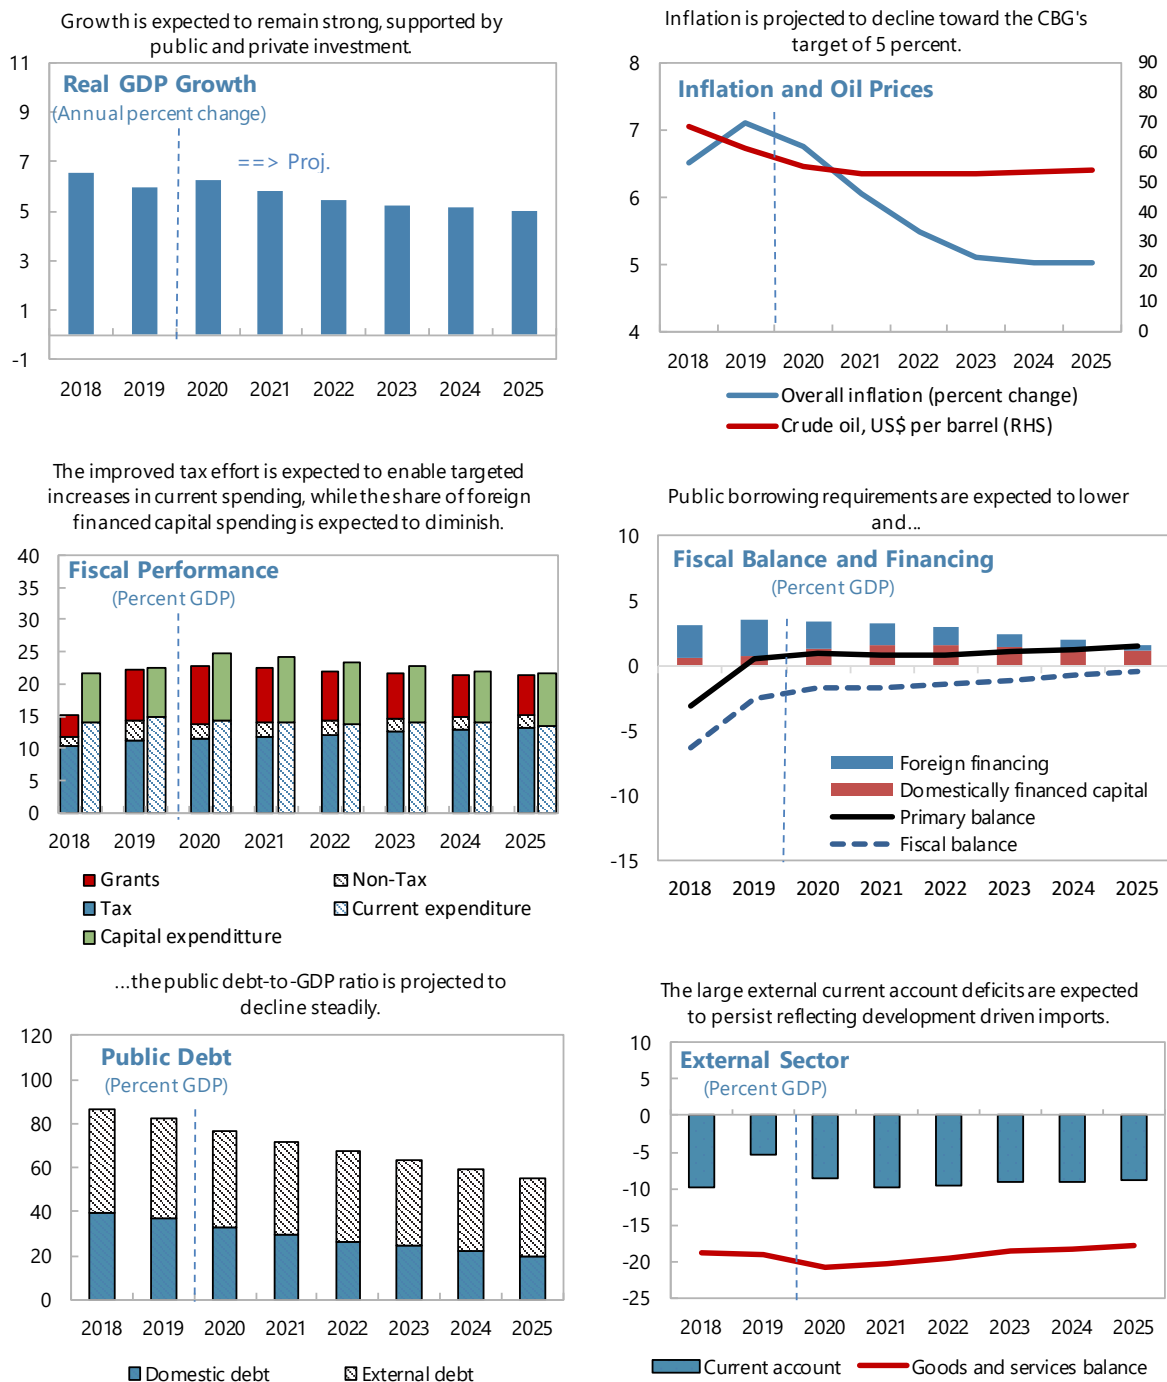 Growth is expected to remain strong, supported by
public and private investment.
11
9
7
5
3
1
-1
Real GDP Growth
(Annual percent change)
==> Proj.
2018 2019 2020 2021 2022 2023 2024 2025
Inflation is projected to decline toward the CBG's
target of 5 percent.
8
7
6
5
4
Inflation and Oil Prices
90
80
70
60
50
40
30
20
10
0
2018 2019 2020 2021 2022 2023 2024 2025
Overall inflation (percent change)
Crude oil, US$ per barrel (RHS)
The improved tax effort is expected to enable targeted
increases in current spending, while the share of foreign
financed capital spending is expected to diminish.
40
35
30
25
20
15
10
5
0
Fiscal Performance
(Percent GDP)
2018 2019 2020 2021 2022 2023 2024 2025
Grants Non-Tax
Tax Current expenditure
Capital expenditture
Public borrowing requirements are expected to lower
and...
10
5
0
-5
-10
-15
Fiscal Balance and Financing
(Percent GDP)
Foreign financing
Domestically financed capital
Primary balance
Fiscal balance
2018 2019 2020 2021 2022 2023 2024 2025
...the public debt-to-GDP ratio is projected to
decline steadily.
120
100
80
60
40
20
0
Public Debt
(Percent GDP)
2018 2019 2020 2021 2022 2023 2024 2025
Domestic debt External debt
The large external current account deficits are expected
to persist reflecting development driven imports.
10
5
0
-5
-10
-15
-20
-25
External Sector
(Percent GDP)
2018 2019 2020 2021 2022 2023 2024 2025
Current account Goods and services balance